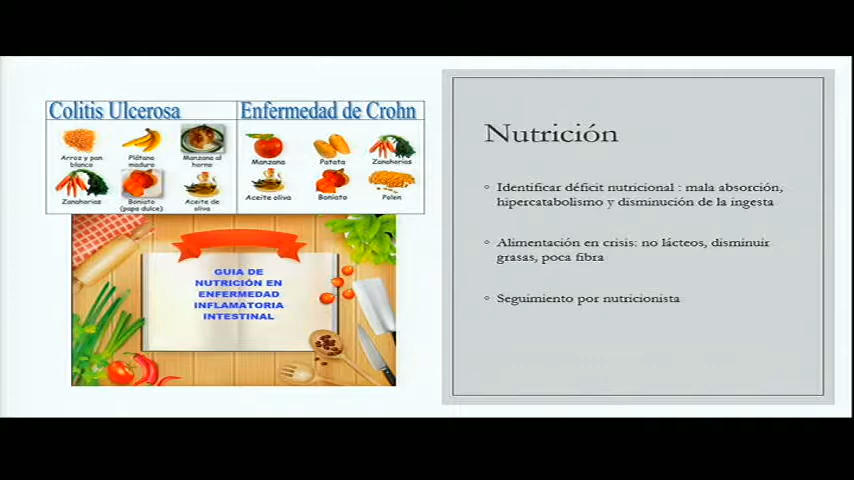 Colitis Ulcerosa
Enfermedad de Crohn
Arroz y pan
blanco
Plátano
maduro
Manzana al
horno
Manzana
Patata
Zanahorias
Zanahorias
Boniato
(papa dulce)
Aceite de
oliva
Aceite oliva
Boniato
Polen
GUIA DE
NUTRICIÓN EN
ENFERMEDAD
INFLAMATORIA
INTESTINAL
Nutrición
◦ Identificar déficit nutricional : mala absorción,
hipercatabolismo y disminución de la ingesta
◦ Alimentación en crisis: no lácteos, disminuir
grasas, poca fibra
◦ Seguimiento por nutricionista